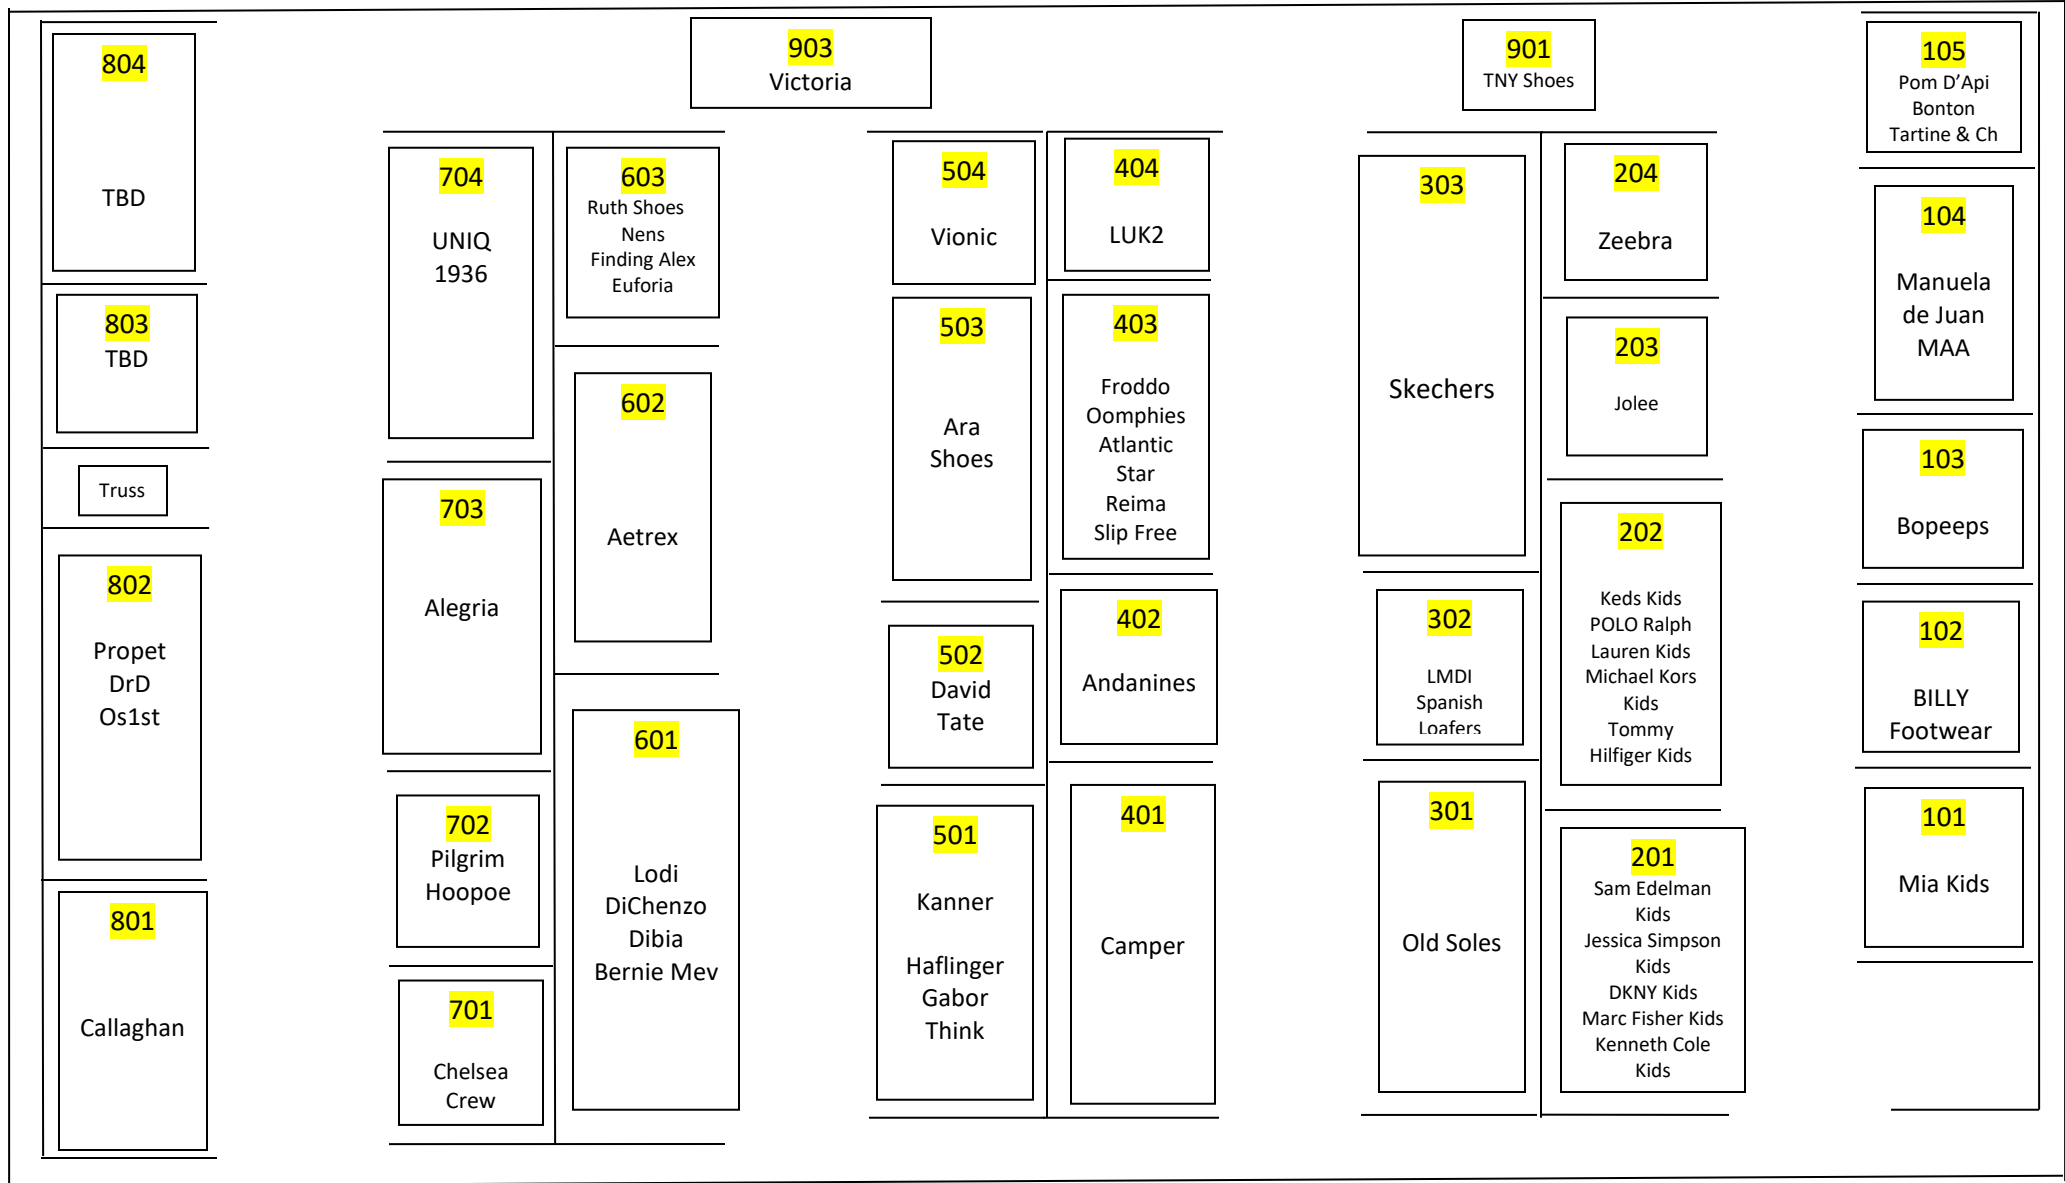 804
TBD
803
TBD
Truss
802
Propet
DrD
Os1st
801
Callaghan
903
Victoria
704
UNIQ
1936
703
Alegria
702
Pilgrim
Hoopoe
701
Chelsea
Crew
603
Ruth Shoes
Nens
Finding Alex
Euforia
602
Aetrex
601
Lodi
DiChenzo
Dibia
Bernie Mev
504
Vionic
503
Ara
Shoes
502
David
Tate
501
Kanner
Haflinger
Gabor
Think
404
LUK2
403
Froddo
Oomphies
Atlantic
Star
Reima
Slip Free
402
Andanines
401
Camper
901
TNY Shoes
303
Skechers
302
LMDI
Spanish
Loafers
301
Old Soles
204
Zeebra
203
Jolee
202
Keds Kids
POLO Ralph
Lauren Kids
Michael Kors
Kids
Tommy
Hilfiger Kids
201
Sam Edelman
Kids
Jessica Simpson
Kids
DKNY Kids
Marc Fisher Kids
Kenneth Cole
Kids
105
Pom D’Api
Bonton
Tartine & Ch
104
Manuela
de Juan
MAA
103
Bopeeps
102
BILLY
Footwear
101
Mia Kids